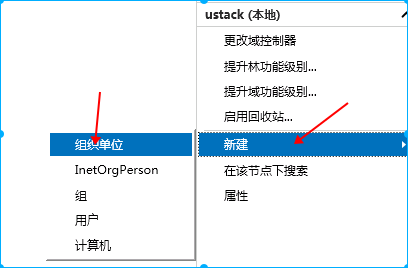 ustack (本地)
更改域控制器
提升林功能级别...
提升域功能级别...
启用回收站...
新建
在该节点下搜索
属性
组织单位
InetOrgPerson
组
用户
计算机